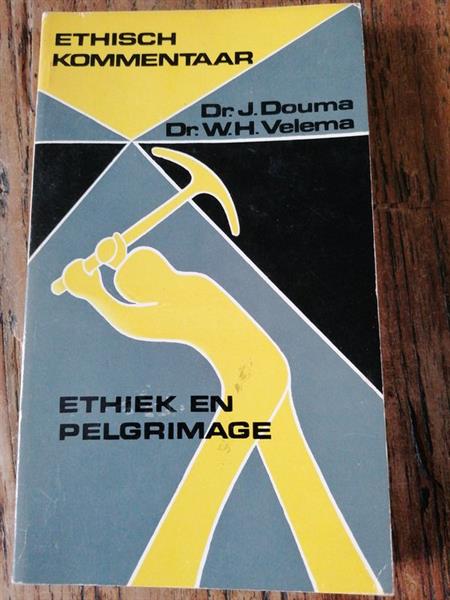 ETHISCH
KOMMENTAAR
Dr. J. Douma
Dr. W.H. Velema
ETHIEK EN
PELGRIMAGE